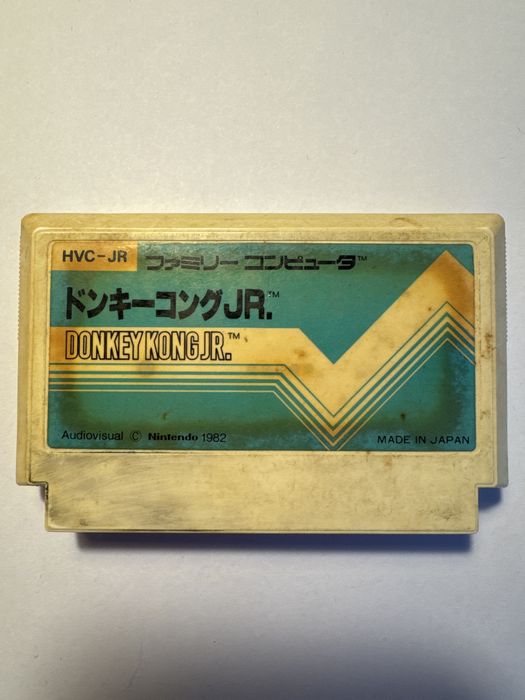 HVC-JR ファミリー コンピュータ™
ドンキーコングJR.™
DONKEY KONG JR.™
Audiovisual © Nintendo 1982
MADE IN JAPAN